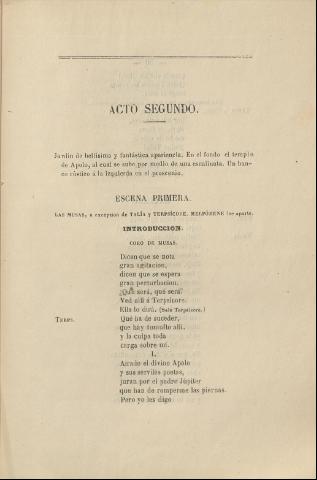 ACTO SEGUNDO.
Jardin de bellísima y fantástica apariencia. En el fondo el templo
de Apolo, al cual se sube por medio de una escalinata. Un ban-
co rústico á la izquierda en el proscenio.
ESCENA PRIMERA.
LAS MUSAS, á excepcion de TALÍA y TERPSÍCORE. MELPÓMENE
INTRODUCCION.
CORO DE MUSAS.
Dicen que se nota
gran agitacion,
dicen que se espera
gran perturbacion.
¿Qué será, qué será?
Ved allí á Terpsícore.
Ella lo dirá. (Sale Terpsícore.)
TERPS. Qué ha de suceder,
que hay tumulto allí,
y la culpa toda
carga sobre mí.
I.
Airado el divino Apolo
y sus serviles poetas,
juran por el padre Júpiter
que han de romperme las piernas.
Pero yo les digo